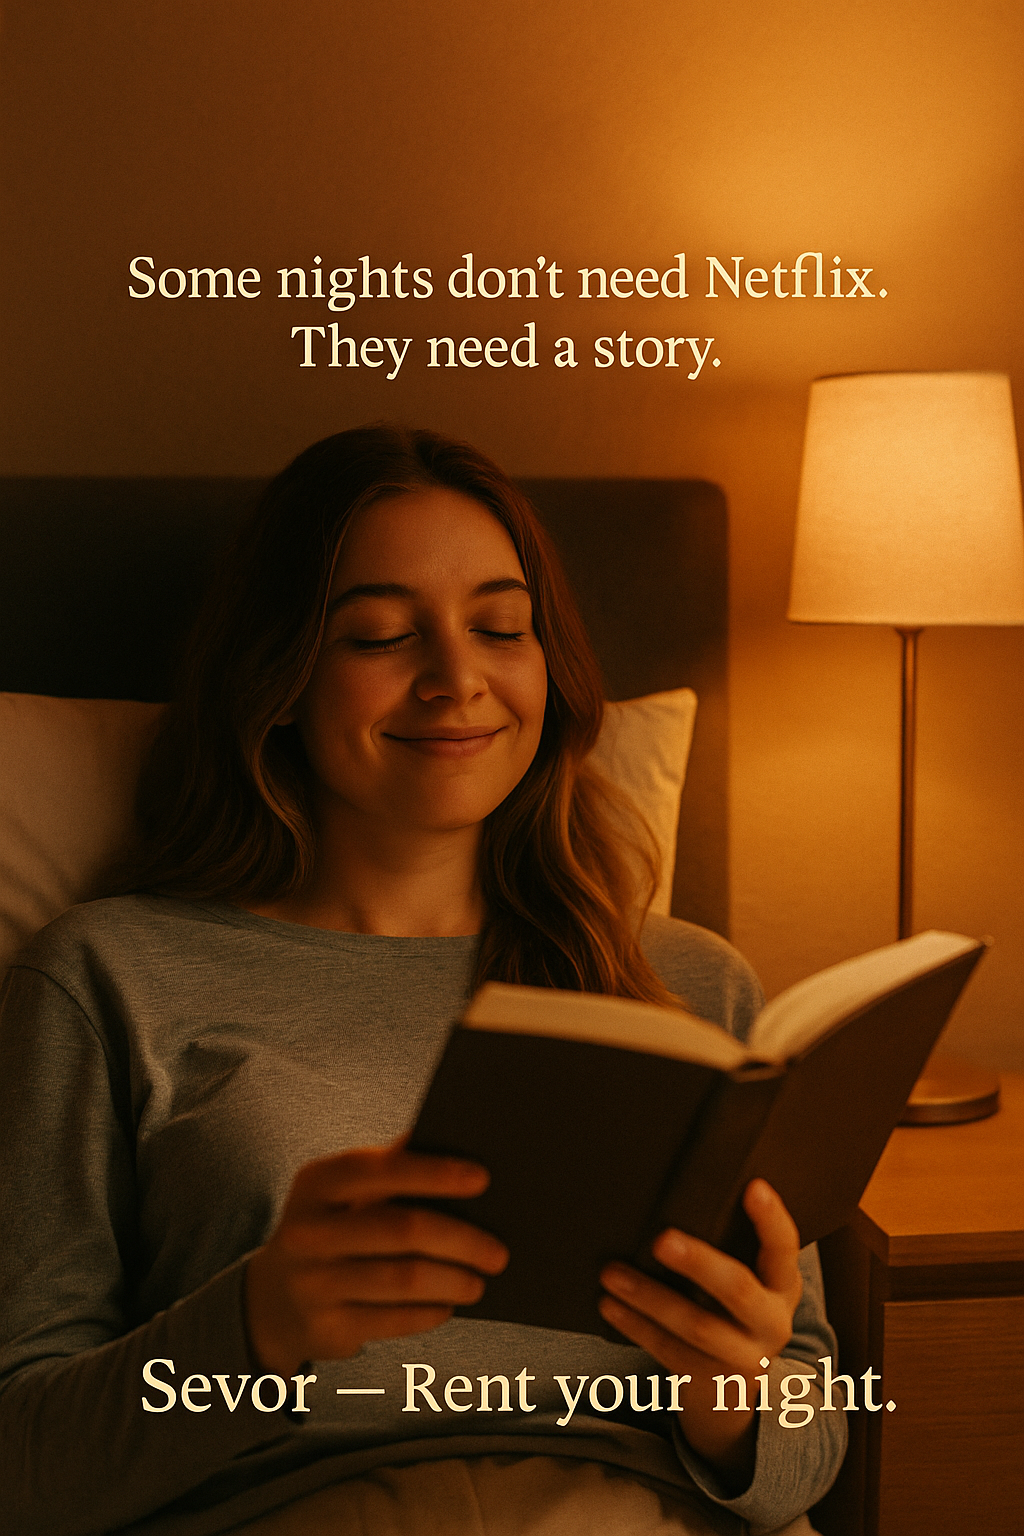 Some nights don't need Netflix.
They need a story.
Sevor — Rent your night.